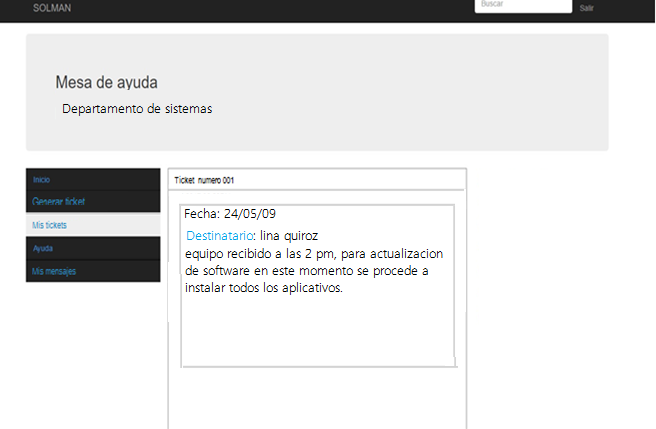 SOLMAN
Buscar
Salir
Mesa de ayuda
Departamento de sistemas
Inicio
Generar ticket
Mis tickets
Ayuda
Mis mensajes
Ticket numero 001
Fecha: 24/05/09
Destinatario: lina quiroz
equipo recibido a las 2 pm, para actualizacion
de software en este momento se procede a
instalar todos los aplicativos.